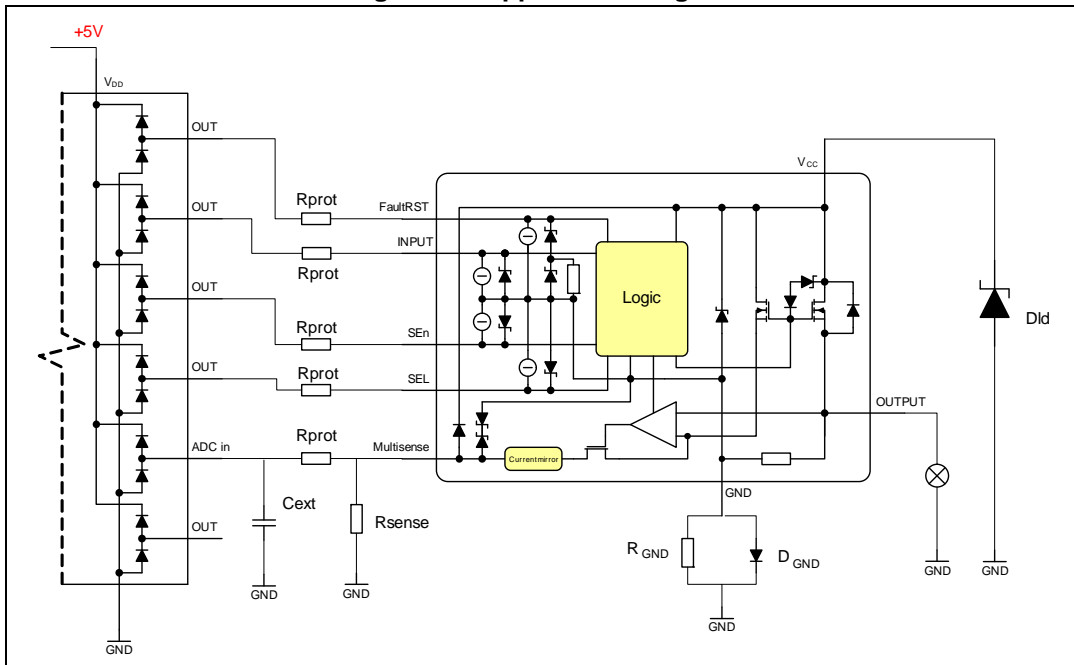 +5V
VDD
OUT
OUT
OUT
OUT
ADC in
OUT
GND
Rprot
Rprot
Rprot
Rprot
Rprot
Cext
GND
Rsense
GND
FaultRST
INPUT
SEn
SEL
Multisense
Logic
Currentmirror
VCC
OUTPUT
GND
RGND
DGND
GND
GND
Dld
GND